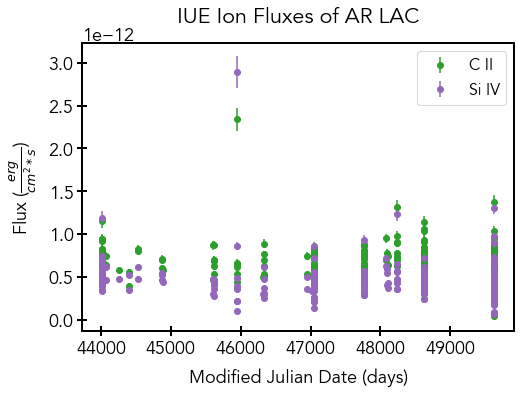 IUE Ion Fluxes of AR LAC
1e−12
C II
Si IV
3.0
2.5
2.0
1.5
1.0
0.5
0.0
Flux (erg/cm²*s)
44000 45000 46000 47000 48000 49000
Modified Julian Date (days)